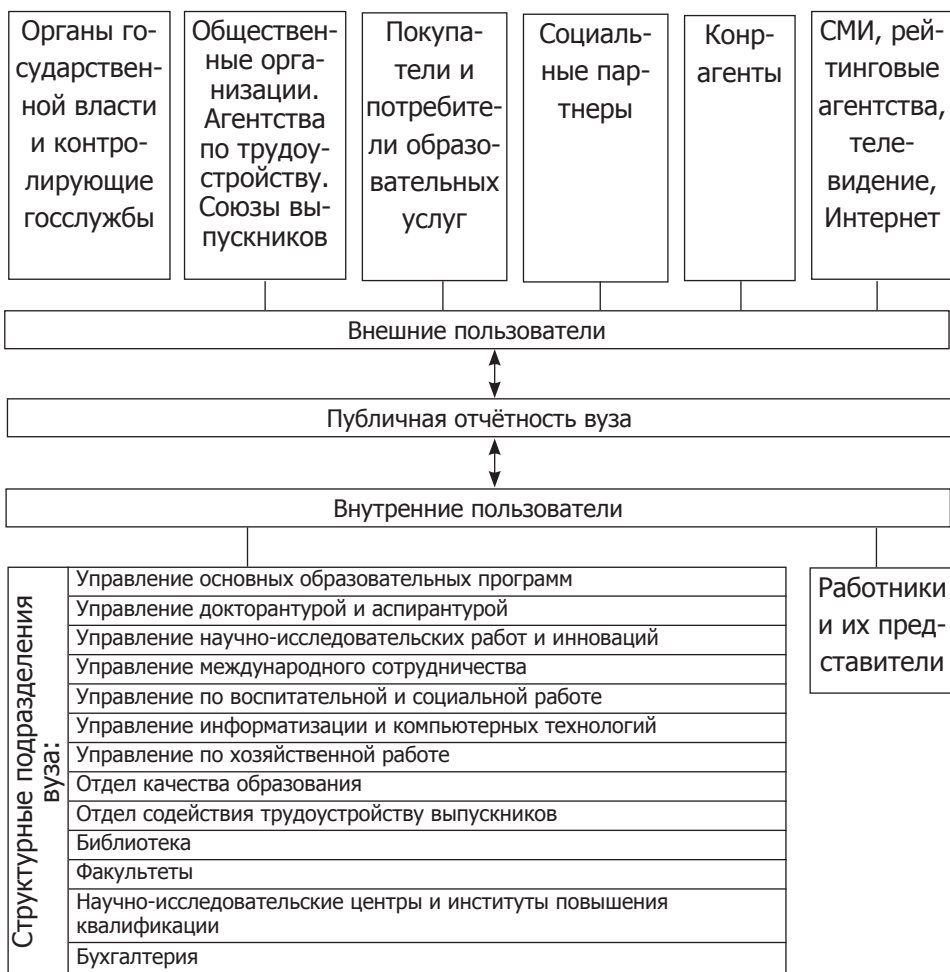 Органы го-
сударствен-
ной власти
и контро-
лирующие
госслужбы
Обществен-
ные орга-
низации.
Агентства
по трудоу-
стройству.
Союзы вы-
пускников
Покупа-
тели и
потребите-
ли образо-
вательных
услуг
Социаль-
ные пар-
тнеры
Конр-
агенты
СМИ, рей-
тинговые
агентства,
теле-
видение,
Интернет
Внешние пользователи
Публичная отчётность вуза
Внутренние пользователи
Структурные подразделения
вуза:
Управление основных образовательных программ
Управление докторантурой и аспирантурой
Управление научно-исследовательских работ и инноваций
Управление международного сотрудничества
Управление по воспитательной и социальной работе
Управление информатизации и компьютерных технологий
Управление по хозяйственной работе
Отдел качества образования
Отдел содействия трудоустройству выпускников
Библиотека
Факультеты
Научно-исследовательские центры и институты повышения
квалификации
Бухгалтерия
Работники
и их пред-
ставители